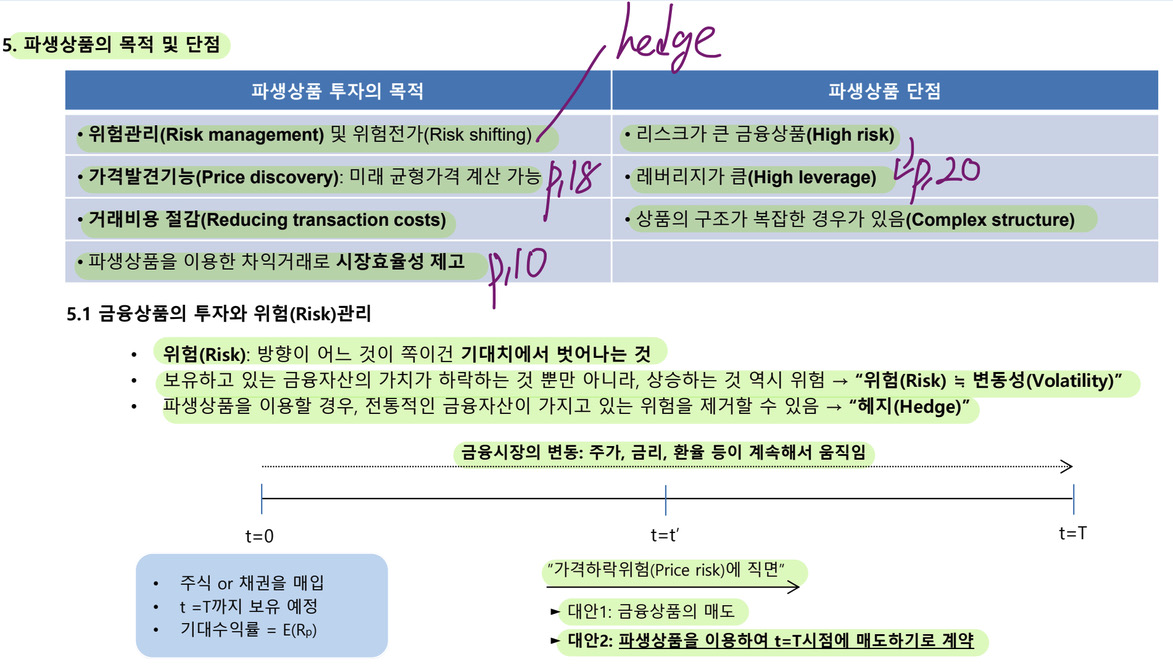 hedge
5. 파생상품의 목적 및 단점
파생상품 투자의 목적
파생상품 단점
• 위험관리(Risk management) 및 위험전가(Risk shifting)
• 리스크가 큰 금융상품(High risk)
• 가격발견기능(Price discovery): 미래 균형가격 계산 가능
p.18
• 레버리지가 큼(High leverage)
p.20
• 거래비용 절감(Reducing transaction costs)
• 상품의 구조가 복잡한 경우가 있음(Complex structure)
• 파생상품을 이용한 차익거래로 시장효율성 제고
p.10
5.1 금융상품의 투자와 위험(Risk)관리
• 위험(Risk): 방향이 어느 것이 쪽이건 기대치에서 벗어나는 것
• 보유하고 있는 금융자산의 가치가 하락하는 것 뿐만 아니라, 상승하는 것 역시 위험 → “위험(Risk) ≒ 변동성(Volatility)”
• 파생상품을 이용할 경우, 전통적인 금융자산이 가지고 있는 위험을 제거할 수 있음 → “헤지(Hedge)”
금융시장의 변동: 주가, 금리, 환율 등이 계속해서 움직임
t=0
t=t’
t=T
• 주식 or 채권을 매입
• t =T까지 보유 예정
• 기대수익률 = E(Rp)
“가격하락위험(Price risk)에 직면“
► 대안1: 금융상품의 매도
► 대안2: 파생상품을 이용하여 t=T시점에 매도하기로 계약